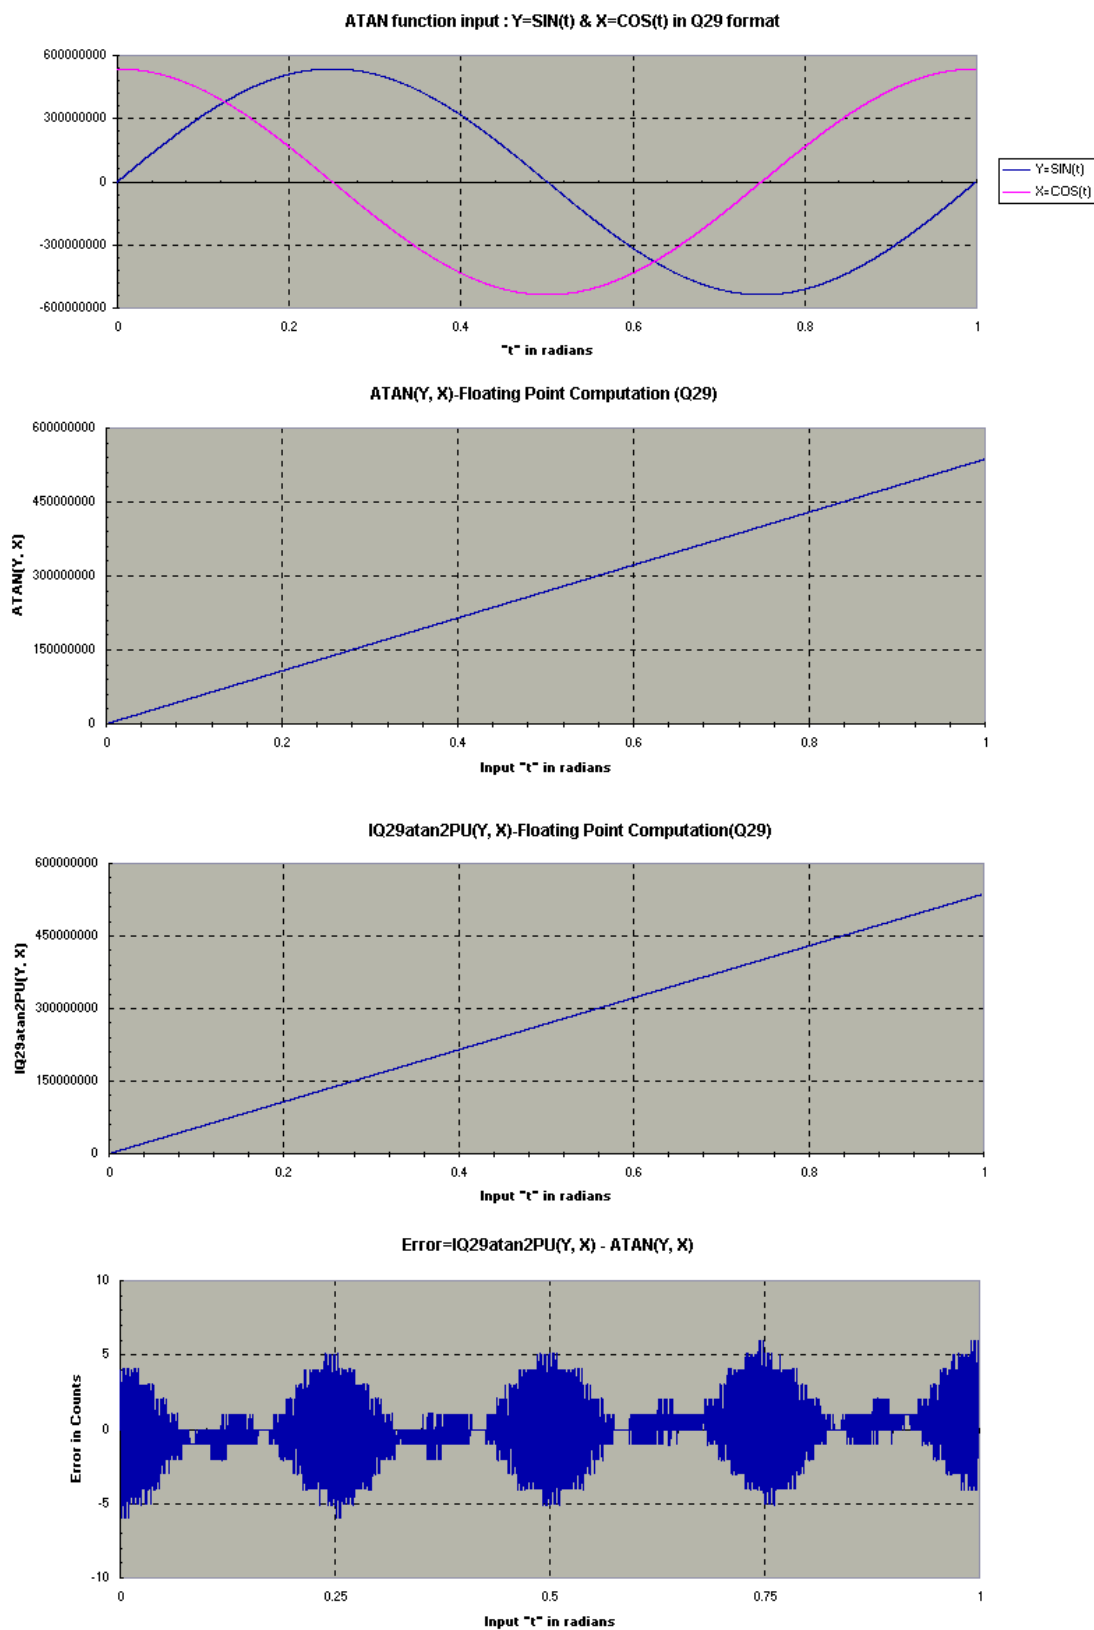 ATAN function input : Y=SIN(t) & X=COS(t) in Q29 format
600000000
300000000
0
-300000000
-600000000
0 0.2 0.4 0.6 0.8 1
"t" in radians
Y=SIN(t)
X=COS(t)
ATAN(Y, X)-Floating Point Computation (Q29)
600000000
450000000
300000000
150000000
0
ATAN(Y, X)
0 0.2 0.4 0.6 0.8 1
Input "t" in radians
IQ29atan2PU(Y, X)-Floating Point Computation(Q29)
600000000
450000000
300000000
150000000
0
IQ29atan2PU(Y, X)
0 0.2 0.4 0.6 0.8 1
Input "t" in radians
Error=IQ29atan2PU(Y, X) - ATAN(Y, X)
10
5
0
-5
-10
Error in Counts
0 0.25 0.5 0.75 1
Input "t" in radians